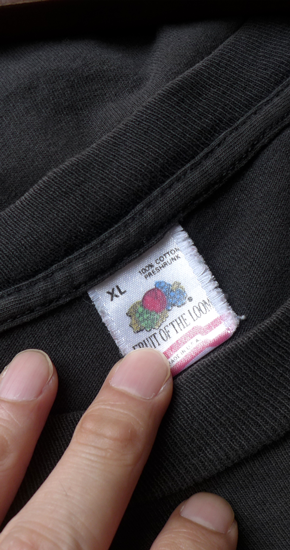 XL
100% COTTON
PRESHRUNK
®
FRUIT OF THE LOOM